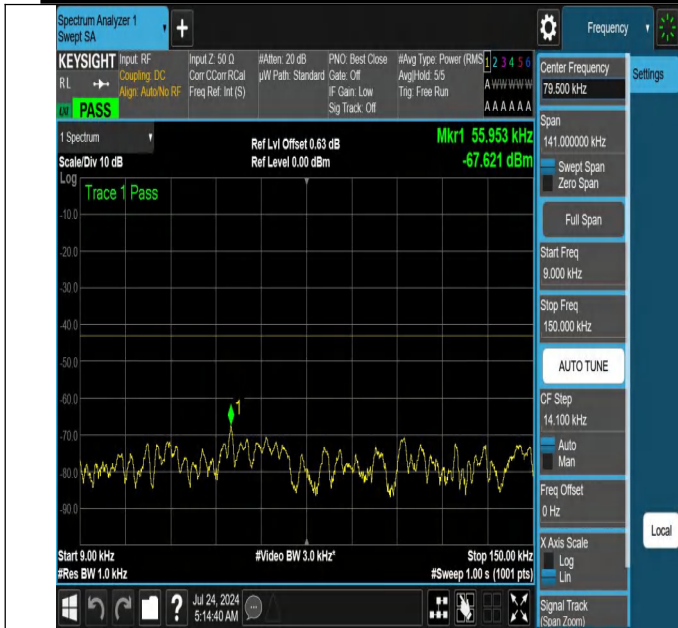 Spectrum Analyzer 1
Swept SA
Frequency
KEYSIGHT
RL
PASS
Input: RF
Coupling: DC
Align: Auto/No RF
Input Z: 50 Ω
Corr CCorr RCal
Freq Ref: Int (S)
#Atten: 20 dB
µW Path: Standard
PNO: Best Close
Gate: Off
IF Gain: Low
Sig Track: Off
#Avg Type: Power (RMS
Avg|Hold: 5/5
Trig: Free Run
1 2 3 4 5 6
A W W W W W
A A A A A A
Settings
1 Spectrum
Scale/Div 10 dB
Ref Lvl Offset 0.63 dB
Ref Level 0.00 dBm
Mkr1 55.953 kHz
-67.621 dBm
Log
Trace 1 Pass
-10.0
-20.0
-30.0
-40.0
-50.0
-60.0
-70.0
-80.0
-90.0
1
Start 9.00 kHz
#Res BW 1.0 kHz
#Video BW 3.0 kHz*
Stop 150.00 kHz
#Sweep 1.00 s (1001 pts)
Center Frequency
79.500 kHz
Span
141.000000 kHz
Swept Span
Zero Span
Full Span
Start Freq
9.000 kHz
Stop Freq
150.000 kHz
AUTO TUNE
CF Step
14.100 kHz
Auto
Man
Freq Offset
0 Hz
X Axis Scale
Log
Lin
Signal Track
(Span Zoom)
Local
?
Jul 24, 2024
5:14:40 AM